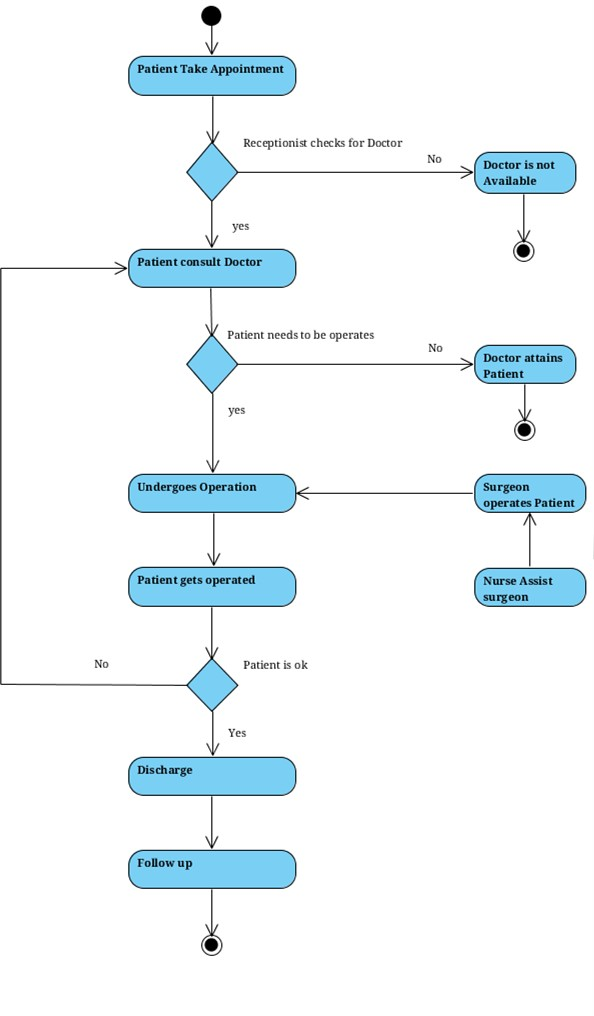 Patient Take Appointment
Receptionist checks for Doctor
No
Doctor is not
Available
yes
Patient consult Doctor
Patient needs to be operates
No
Doctor attains
Patient
yes
Undergoes Operation
Surgeon
operates Patient
Patient gets operated
Nurse Assist
surgeon
No
Patient is ok
Yes
Discharge
Follow up